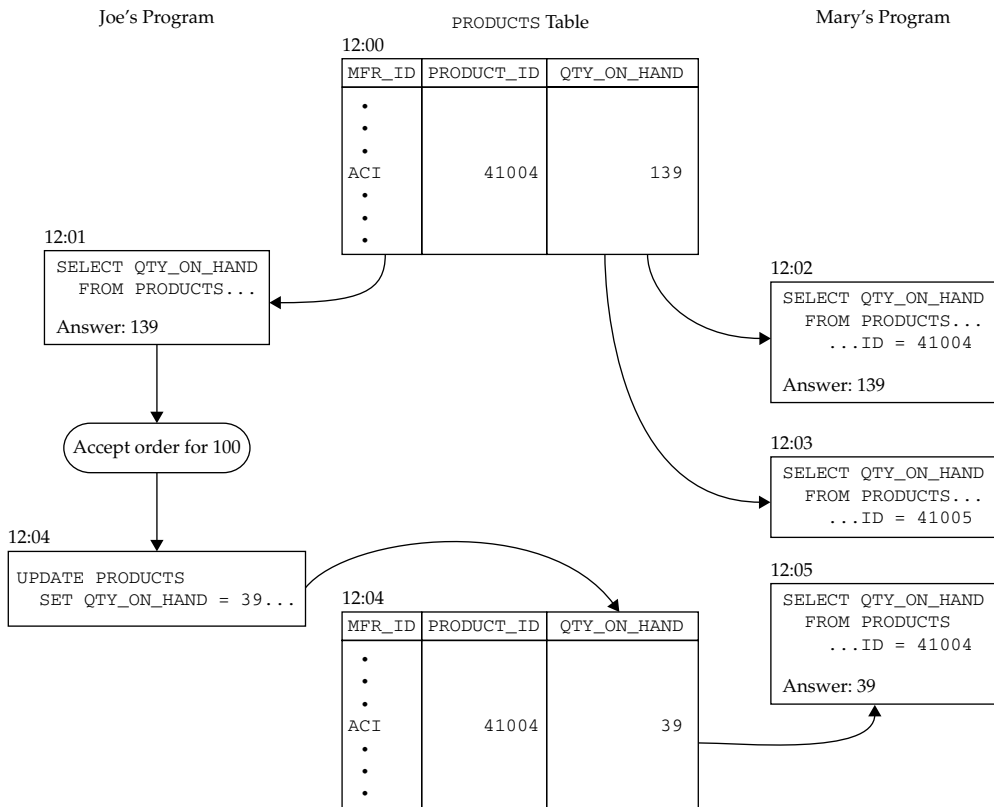 Joe's Program
PRODUCTS Table
Mary's Program
12:00
MFR_ID PRODUCT_ID QTY_ON_HAND
ACI 41004 139
12:01
SELECT QTY_ON_HAND
FROM PRODUCTS...
Answer: 139
12:02
SELECT QTY_ON_HAND
FROM PRODUCTS...
...ID = 41004
Answer: 139
Accept order for 100
12:03
SELECT QTY_ON_HAND
FROM PRODUCTS...
...ID = 41005
12:04
UPDATE PRODUCTS
SET QTY_ON_HAND = 39...
12:04
MFR_ID PRODUCT_ID QTY_ON_HAND
ACI 41004 39
12:05
SELECT QTY_ON_HAND
FROM PRODUCTS
...ID = 41004
Answer: 39